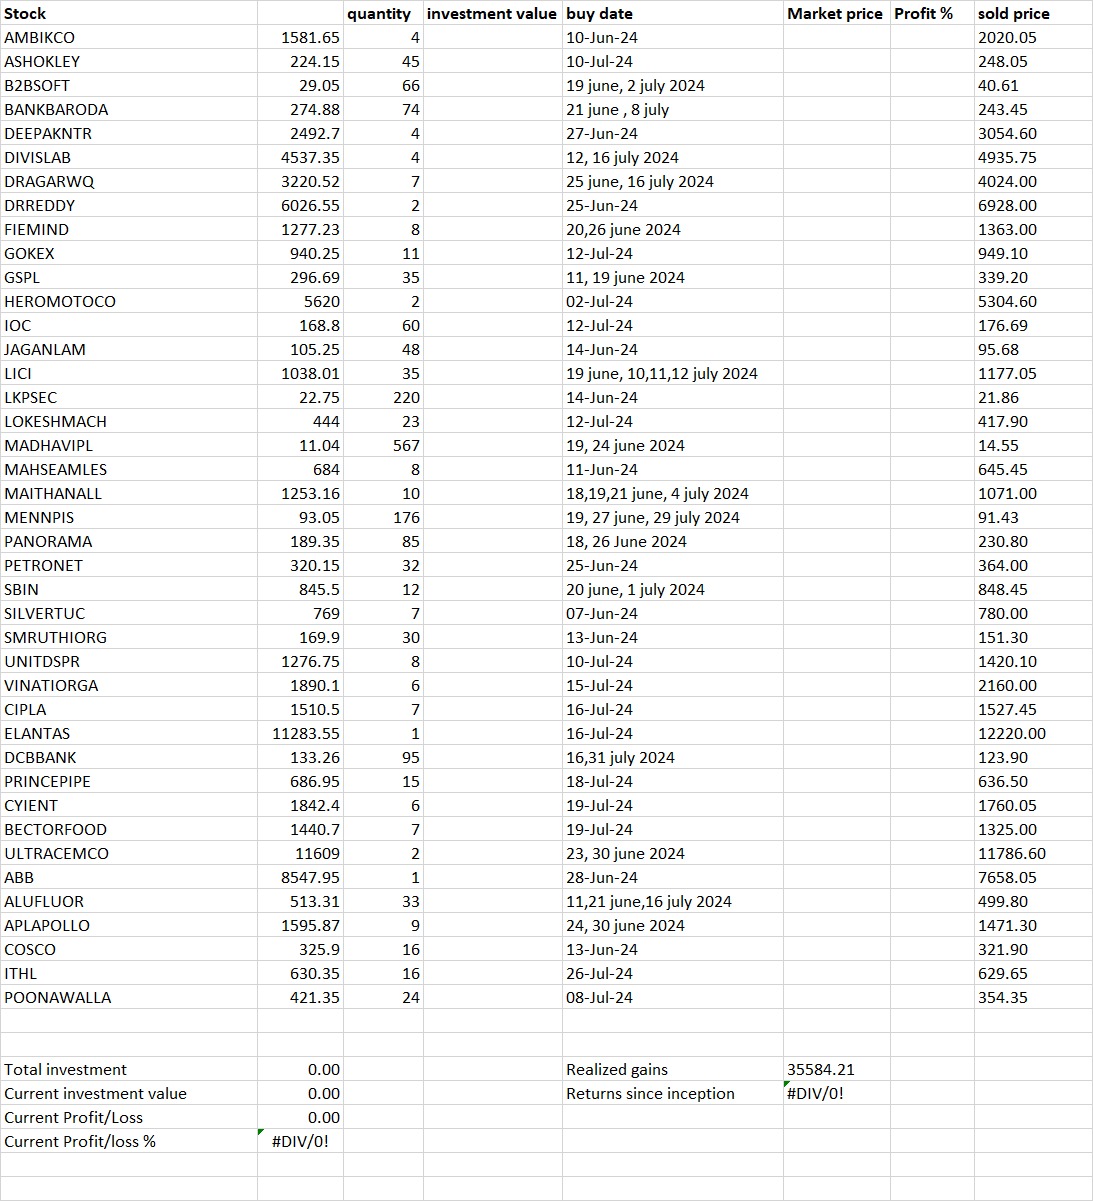 Stock quantity investment value buy date Market price Profit % sold price
AMBIKCO 1581.65 4 10-Jun-24 2020.05
ASHOKLEY 224.15 45 10-Jul-24 248.05
B2BSOFT 29.05 66 19 june, 2 july 2024 40.61
BANKBARODA 274.88 74 21 june , 8 july 243.45
DEEPAKNTR 2492.7 4 27-Jun-24 3054.60
DIVISLAB 4537.35 4 12, 16 july 2024 4935.75
DRAGARWQ 3220.52 7 25 june, 16 july 2024 4024.00
DRREDDY 6026.55 2 25-Jun-24 6928.00
FIEMIND 1277.23 8 20,26 june 2024 1363.00
GOKEX 940.25 11 12-Jul-24 949.10
GSPL 296.69 35 11, 19 june 2024 339.20
HEROMOTOCO 5620 2 02-Jul-24 5304.60
IOC 168.8 60 12-Jul-24 176.69
JAGANLAM 105.25 48 14-Jun-24 95.68
LICI 1038.01 35 19 june, 10,11,12 july 2024 1177.05
LKPSEC 22.75 220 14-Jun-24 21.86
LOKESHMACH 444 23 12-Jul-24 417.90
MADHAVIPL 11.04 567 19, 24 june 2024 14.55
MAHSEAMLES 684 8 11-Jun-24 645.45
MAITHANALL 1253.16 10 18,19,21 june, 4 july 2024 1071.00
MENNPIS 93.05 176 19, 27 june, 29 july 2024 91.43
PANORAMA 189.35 85 18, 26 June 2024 230.80
PETRONET 320.15 32 25-Jun-24 364.00
SBIN 845.5 12 20 june, 1 july 2024 848.45
SILVERTUC 769 7 07-Jun-24 780.00
SMRUTHIORG 169.9 30 13-Jun-24 151.30
UNITDSPR 1276.75 8 10-Jul-24 1420.10
VINATIORGA 1890.1 6 15-Jul-24 2160.00
CIPLA 1510.5 7 16-Jul-24 1527.45
ELANTAS 11283.55 1 16-Jul-24 12220.00
DCBBANK 133.26 95 16,31 july 2024 123.90
PRINCEPIPE 686.95 15 18-Jul-24 636.50
CYIENT 1842.4 6 19-Jul-24 1760.05
BECTORFOOD 1440.7 7 19-Jul-24 1325.00
ULTRACEMCO 11609 2 23, 30 june 2024 11786.60
ABB 8547.95 1 28-Jun-24 7658.05
ALUFLUOR 513.31 33 11,21 june,16 july 2024 499.80
APLAPOLLO 1595.87 9 24, 30 june 2024 1471.30
COSCO 325.9 16 13-Jun-24 321.90
ITHL 630.35 16 26-Jul-24 629.65
POONAWALLA 421.35 24 08-Jul-24 354.35
Total investment 0.00 Realized gains 35584.21
Current investment value 0.00 Returns since inception #DIV/0!
Current Profit/Loss 0.00
Current Profit/loss % #DIV/0!